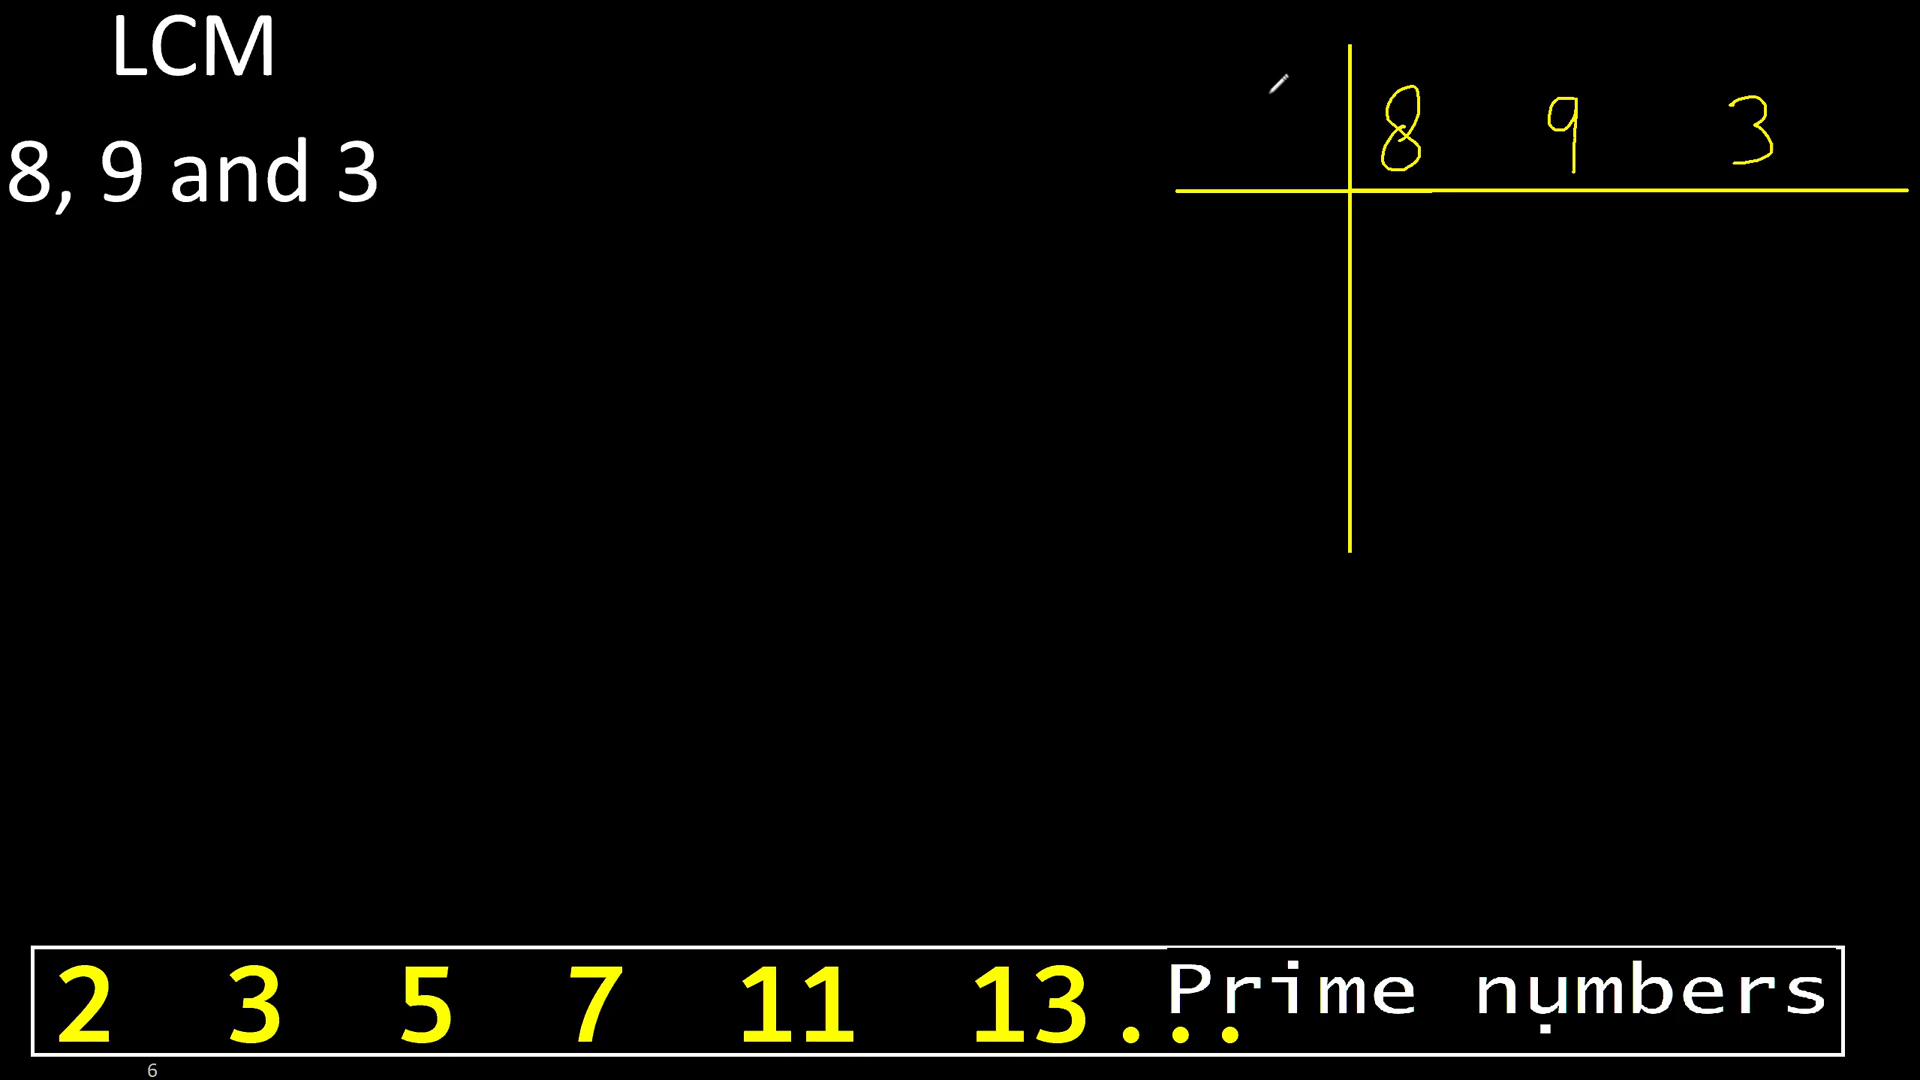 LCM
8, 9 and 3
8 9 3
2 3 5 7 11 13... Prime numbers
6